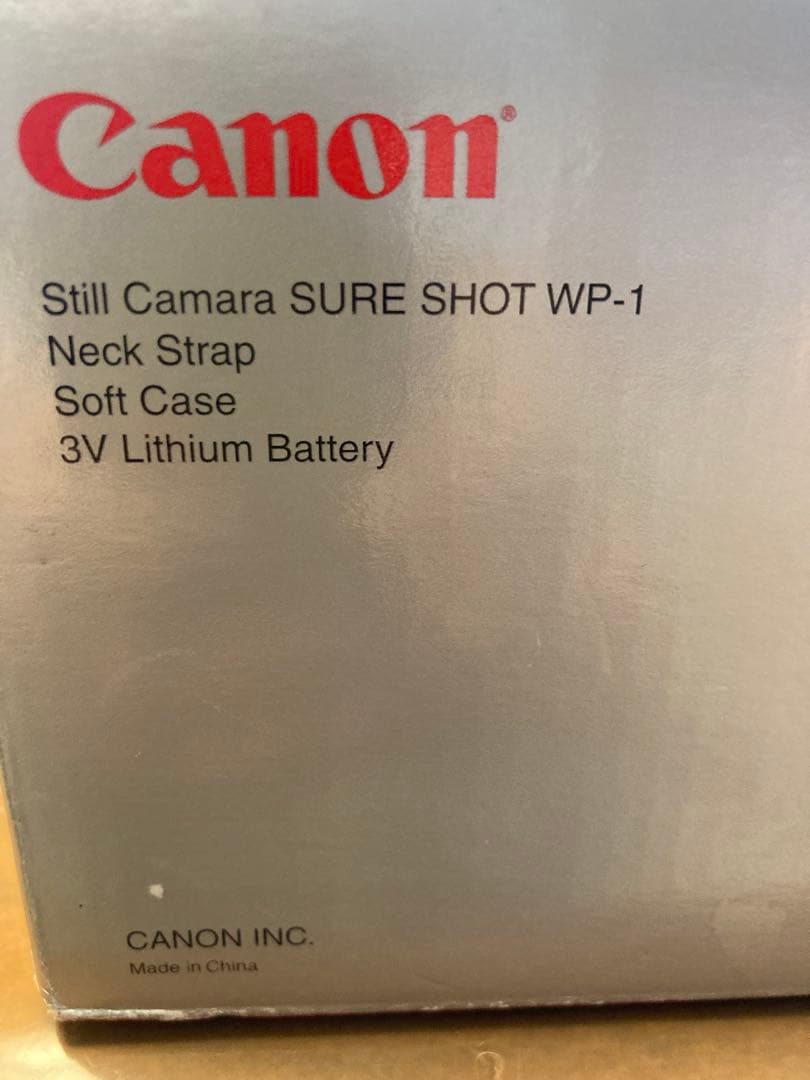 Canon®
Still Camara SURE SHOT WP-1
Neck Strap
Soft Case
3V Lithium Battery
CANON INC.
Made in China